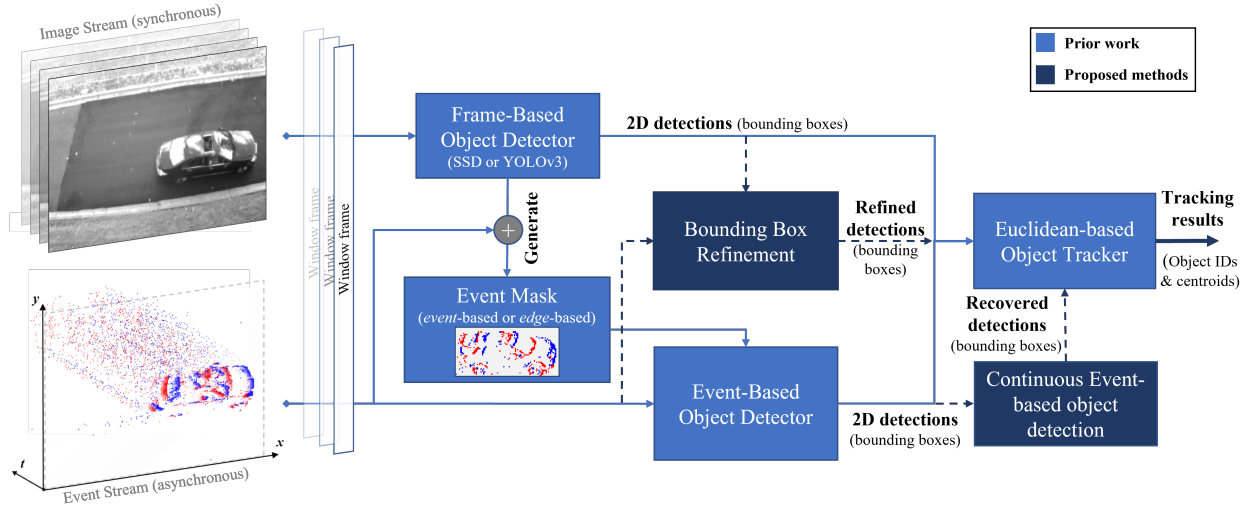 Image Stream (synchronous)
Prior work
Proposed methods
Window frame
Window frame
Window frame
Frame-Based
Object Detector
(SSD or YOLOv3)
2D detections (bounding boxes)
+
Generate
Bounding Box
Refinement
Refined
detections
(bounding
boxes)
Euclidean-based
Object Tracker
Tracking
results
(Object IDs
& centroids)
Event Mask
(event-based or edge-based)
Recovered
detections
(bounding boxes)
Event-Based
Object Detector
2D detections
(bounding boxes)
Continuous Event-
based object
detection
y
x
t
Event Stream (asynchronous)